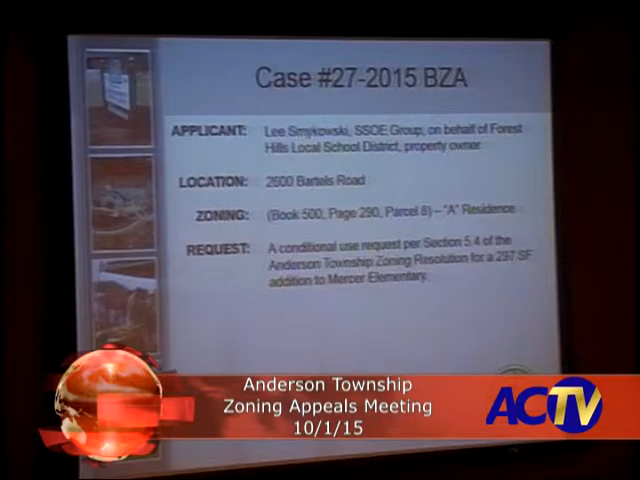 Case #27-2015 BZA
APPLICANT: Lee Smykowski, SSOE Group, on behalf of Forest
Hills Local School District, property owner
LOCATION: 2600 Bartels Road
ZONING: (Book 500, Page 290, Parcel 8) – "A" Residence
REQUEST: A conditional use request per Section 5.4 of the
Anderson Township Zoning Resolution for a 297 SF
addition to Mercer Elementary.
Anderson Township
Zoning Appeals Meeting
10/1/15
ACTV